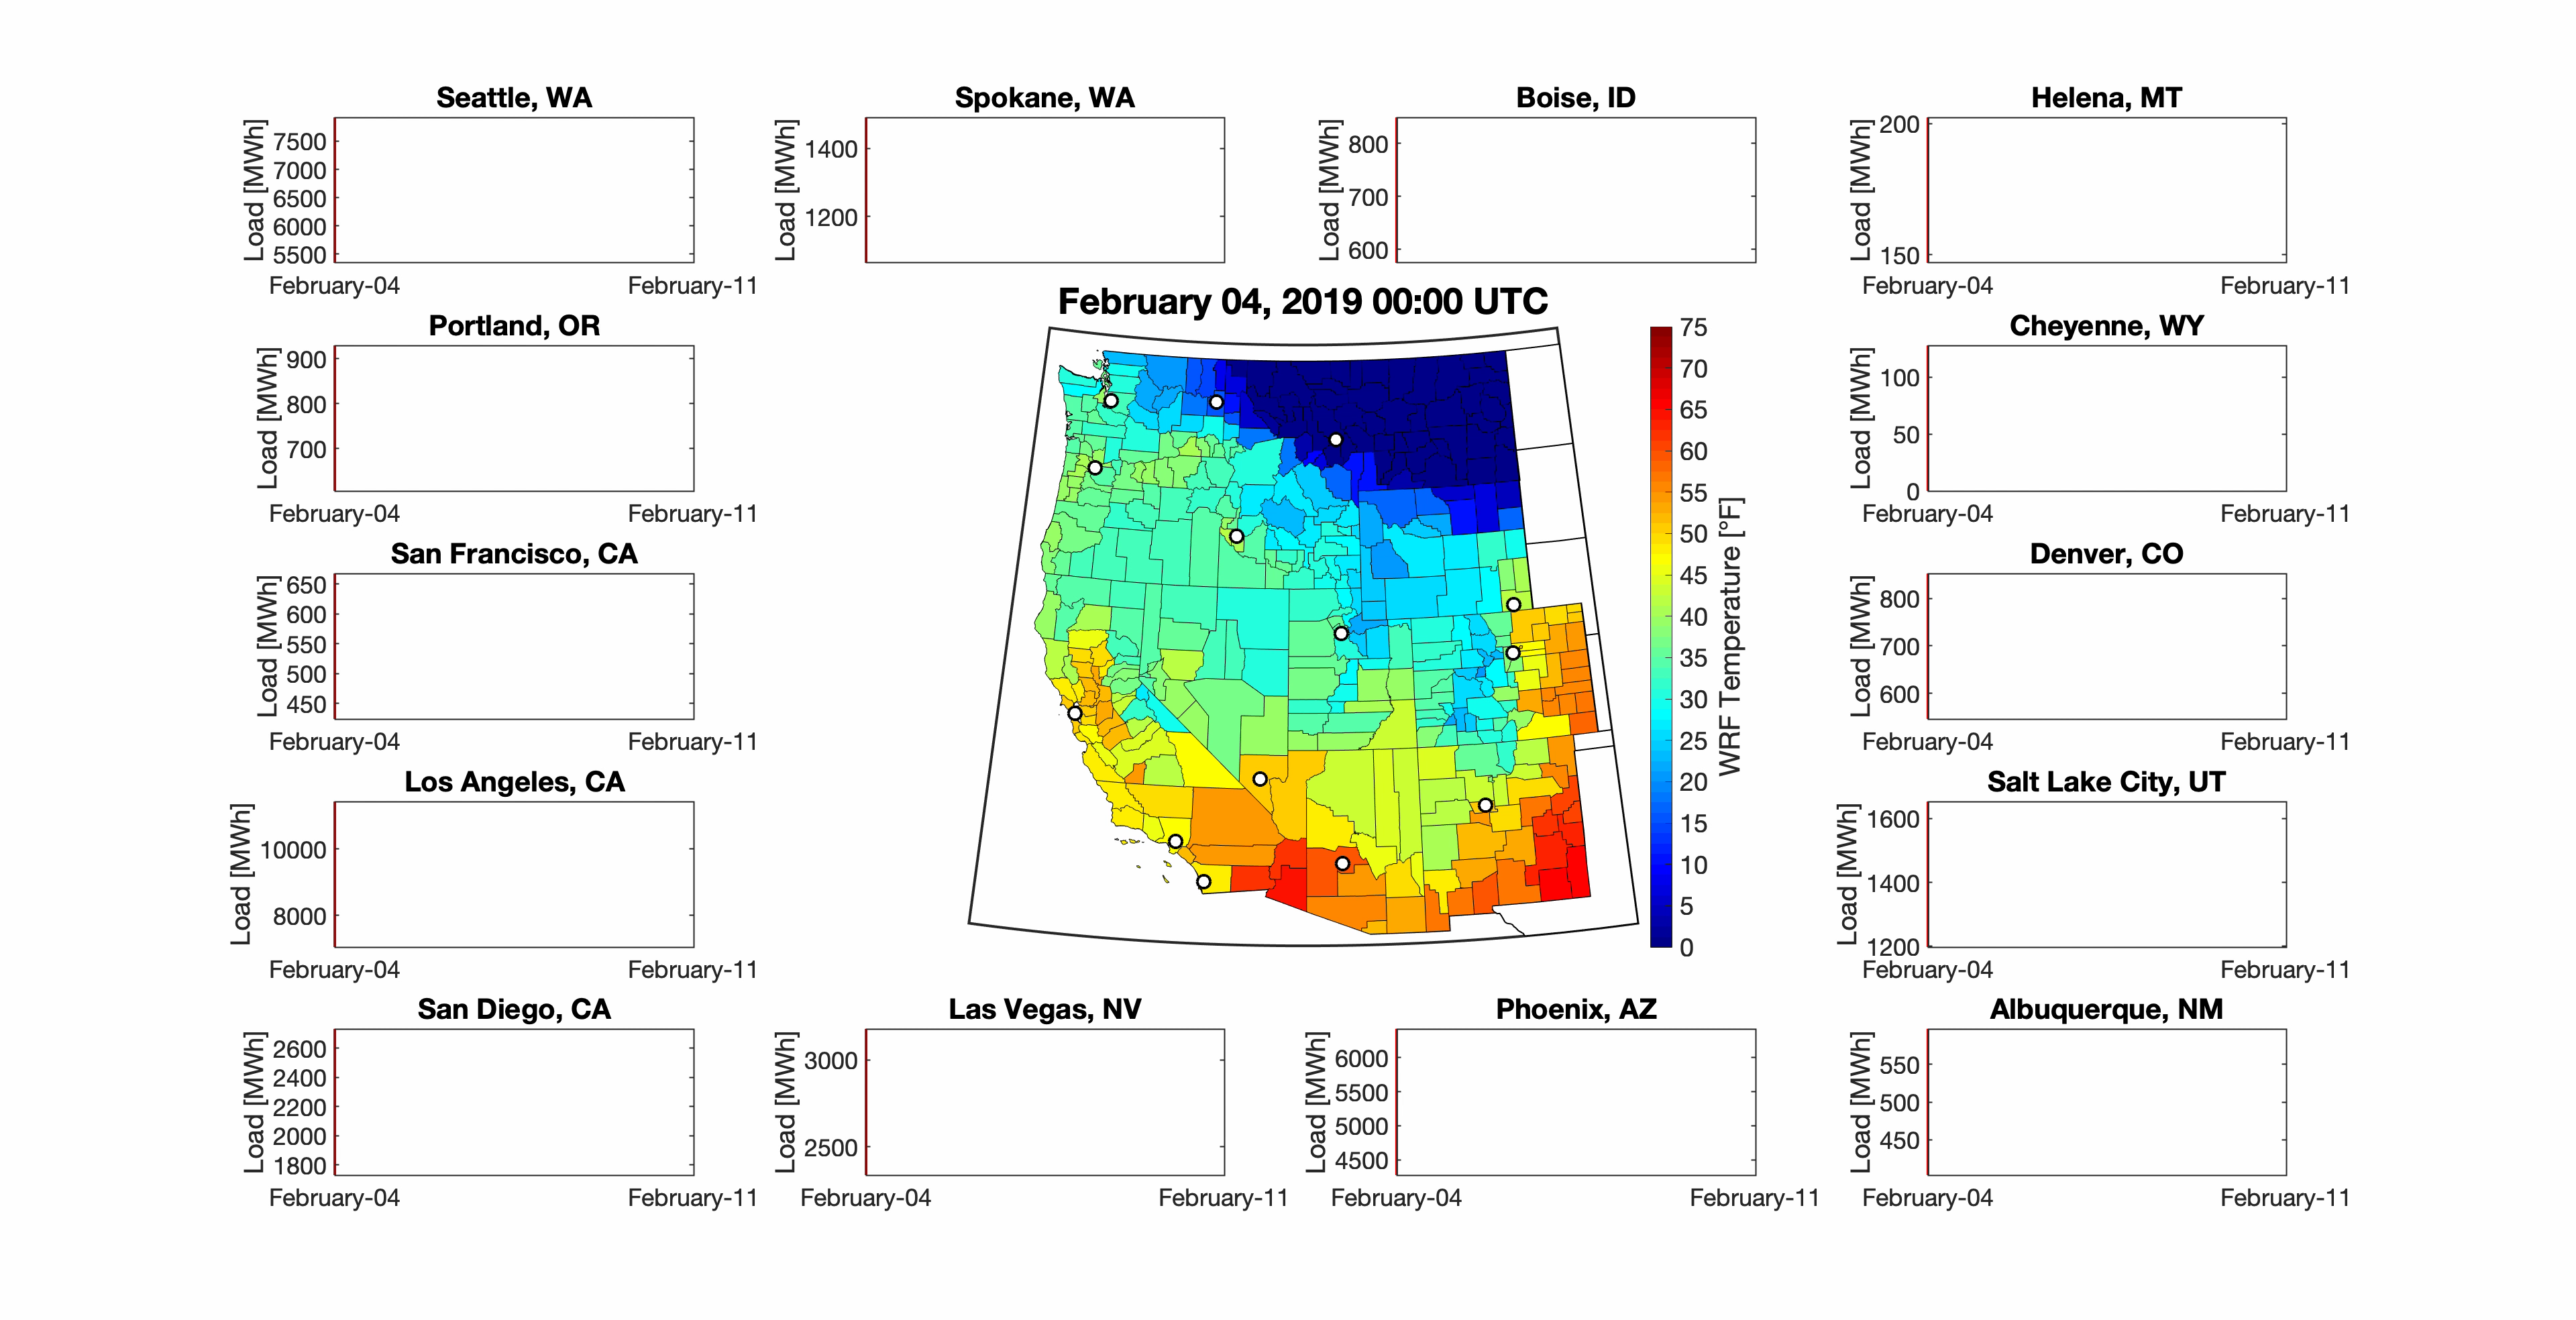 Seattle, WA
Load [MWh]
7500
7000
6500
6000
5500
February-04 February-11
Spokane, WA
Load [MWh]
1400
1200
Boise, ID
Load [MWh]
800
700
600
Helena, MT
Load [MWh]
200
150
February-04 February-11
Portland, OR
Load [MWh]
900
800
700
February-04 February-11
San Francisco, CA
Load [MWh]
650
600
550
500
450
February-04 February-11
Los Angeles, CA
Load [MWh]
10000
8000
February-04 February-11
February 04, 2019 00:00 UTC
75
70
65
60
55
50
45
40
35
30
25
20
15
10
5
0
WRF Temperature [°F]
Cheyenne, WY
Load [MWh]
100
50
0
February-04 February-11
Denver, CO
Load [MWh]
800
700
600
February-04 February-11
Salt Lake City, UT
Load [MWh]
1600
1400
1200
February-04 February-11
San Diego, CA
Load [MWh]
2600
2400
2200
2000
1800
February-04 February-11
Las Vegas, NV
Load [MWh]
3000
2500
February-04 February-11
Phoenix, AZ
Load [MWh]
6000
5500
5000
4500
February-04 February-11
Albuquerque, NM
Load [MWh]
550
500
450
February-04 February-11